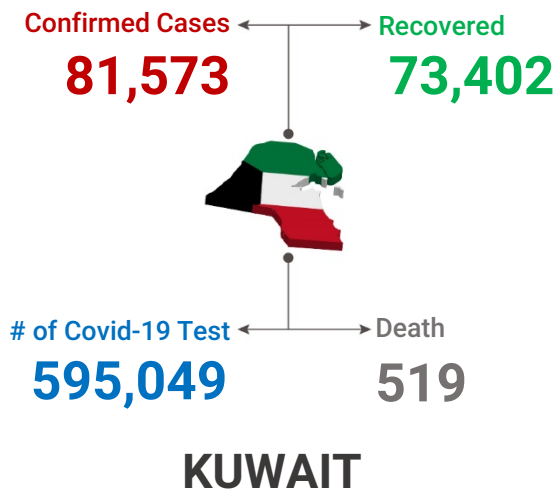 Confirmed Cases
81,573
Recovered
73,402
# of Covid-19 Test
595,049
Death
519
KUWAIT